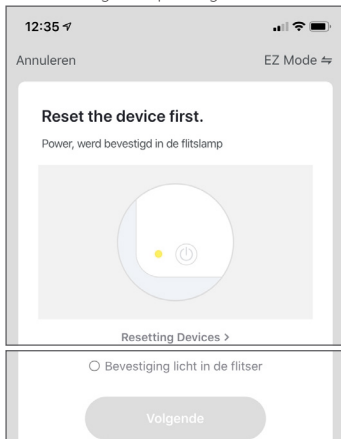 12:35
Annuleren
EZ Mode
Reset the device first.
Power, werd bevestigd in de flitslamp
Resetting Devices >
Bevestiging licht in de flitser
Volgende